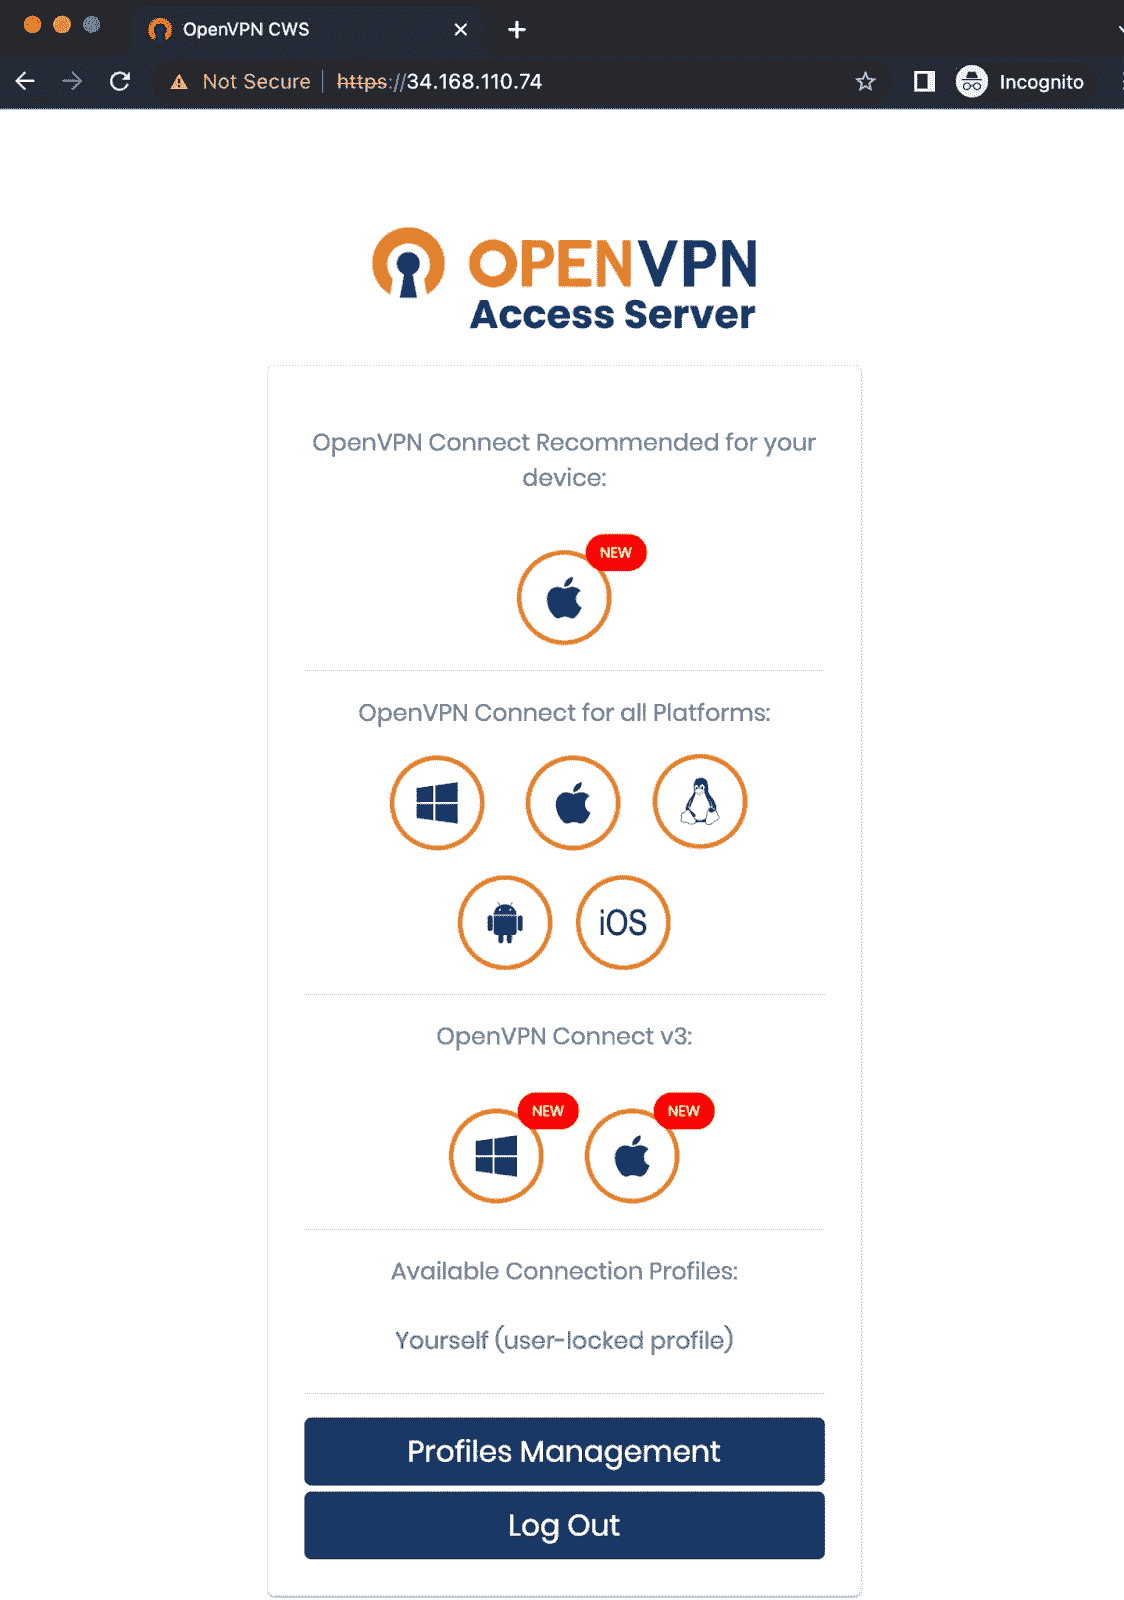 OpenVPN CWS
Not Secure https://34.168.110.74 Incognito
OPENVPN
Access Server
OpenVPN Connect Recommended for your
device:
NEW
OpenVPN Connect for all Platforms:
iOS
OpenVPN Connect v3:
NEW NEW
Available Connection Profiles:
Yourself (user-locked profile)
Profiles Management
Log Out